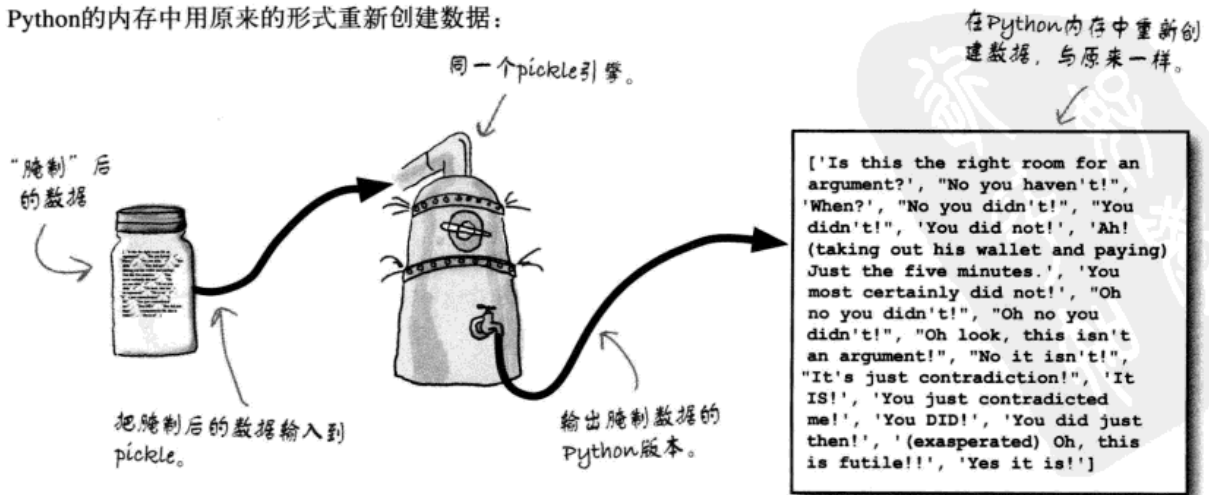 Python的内存中用原来的形式重新创建数据：
在Python内存中重新创
建数据，与原来一样。
同一个pickle引擎。
“腌制”后
的数据
把腌制后的数据输入到
pickle。
输出腌制数据的
Python版本。
['Is this the right room for an
argument?', "No you haven't!",
'When?', "No you didn't!", "You
didn't!", 'You did not!', 'Ah!
(taking out his wallet and paying)
Just the five minutes.', 'You
most certainly did not!', "Oh
no you didn't!", "Oh no you
didn't!", "Oh look, this isn't
an argument!", "No it isn't!",
"It's just contradiction!", 'It
IS!', 'You just contradicted
me!', 'You DID!', 'You did just
then!', '(exasperated) Oh, this
is futile!!', 'Yes it is!']